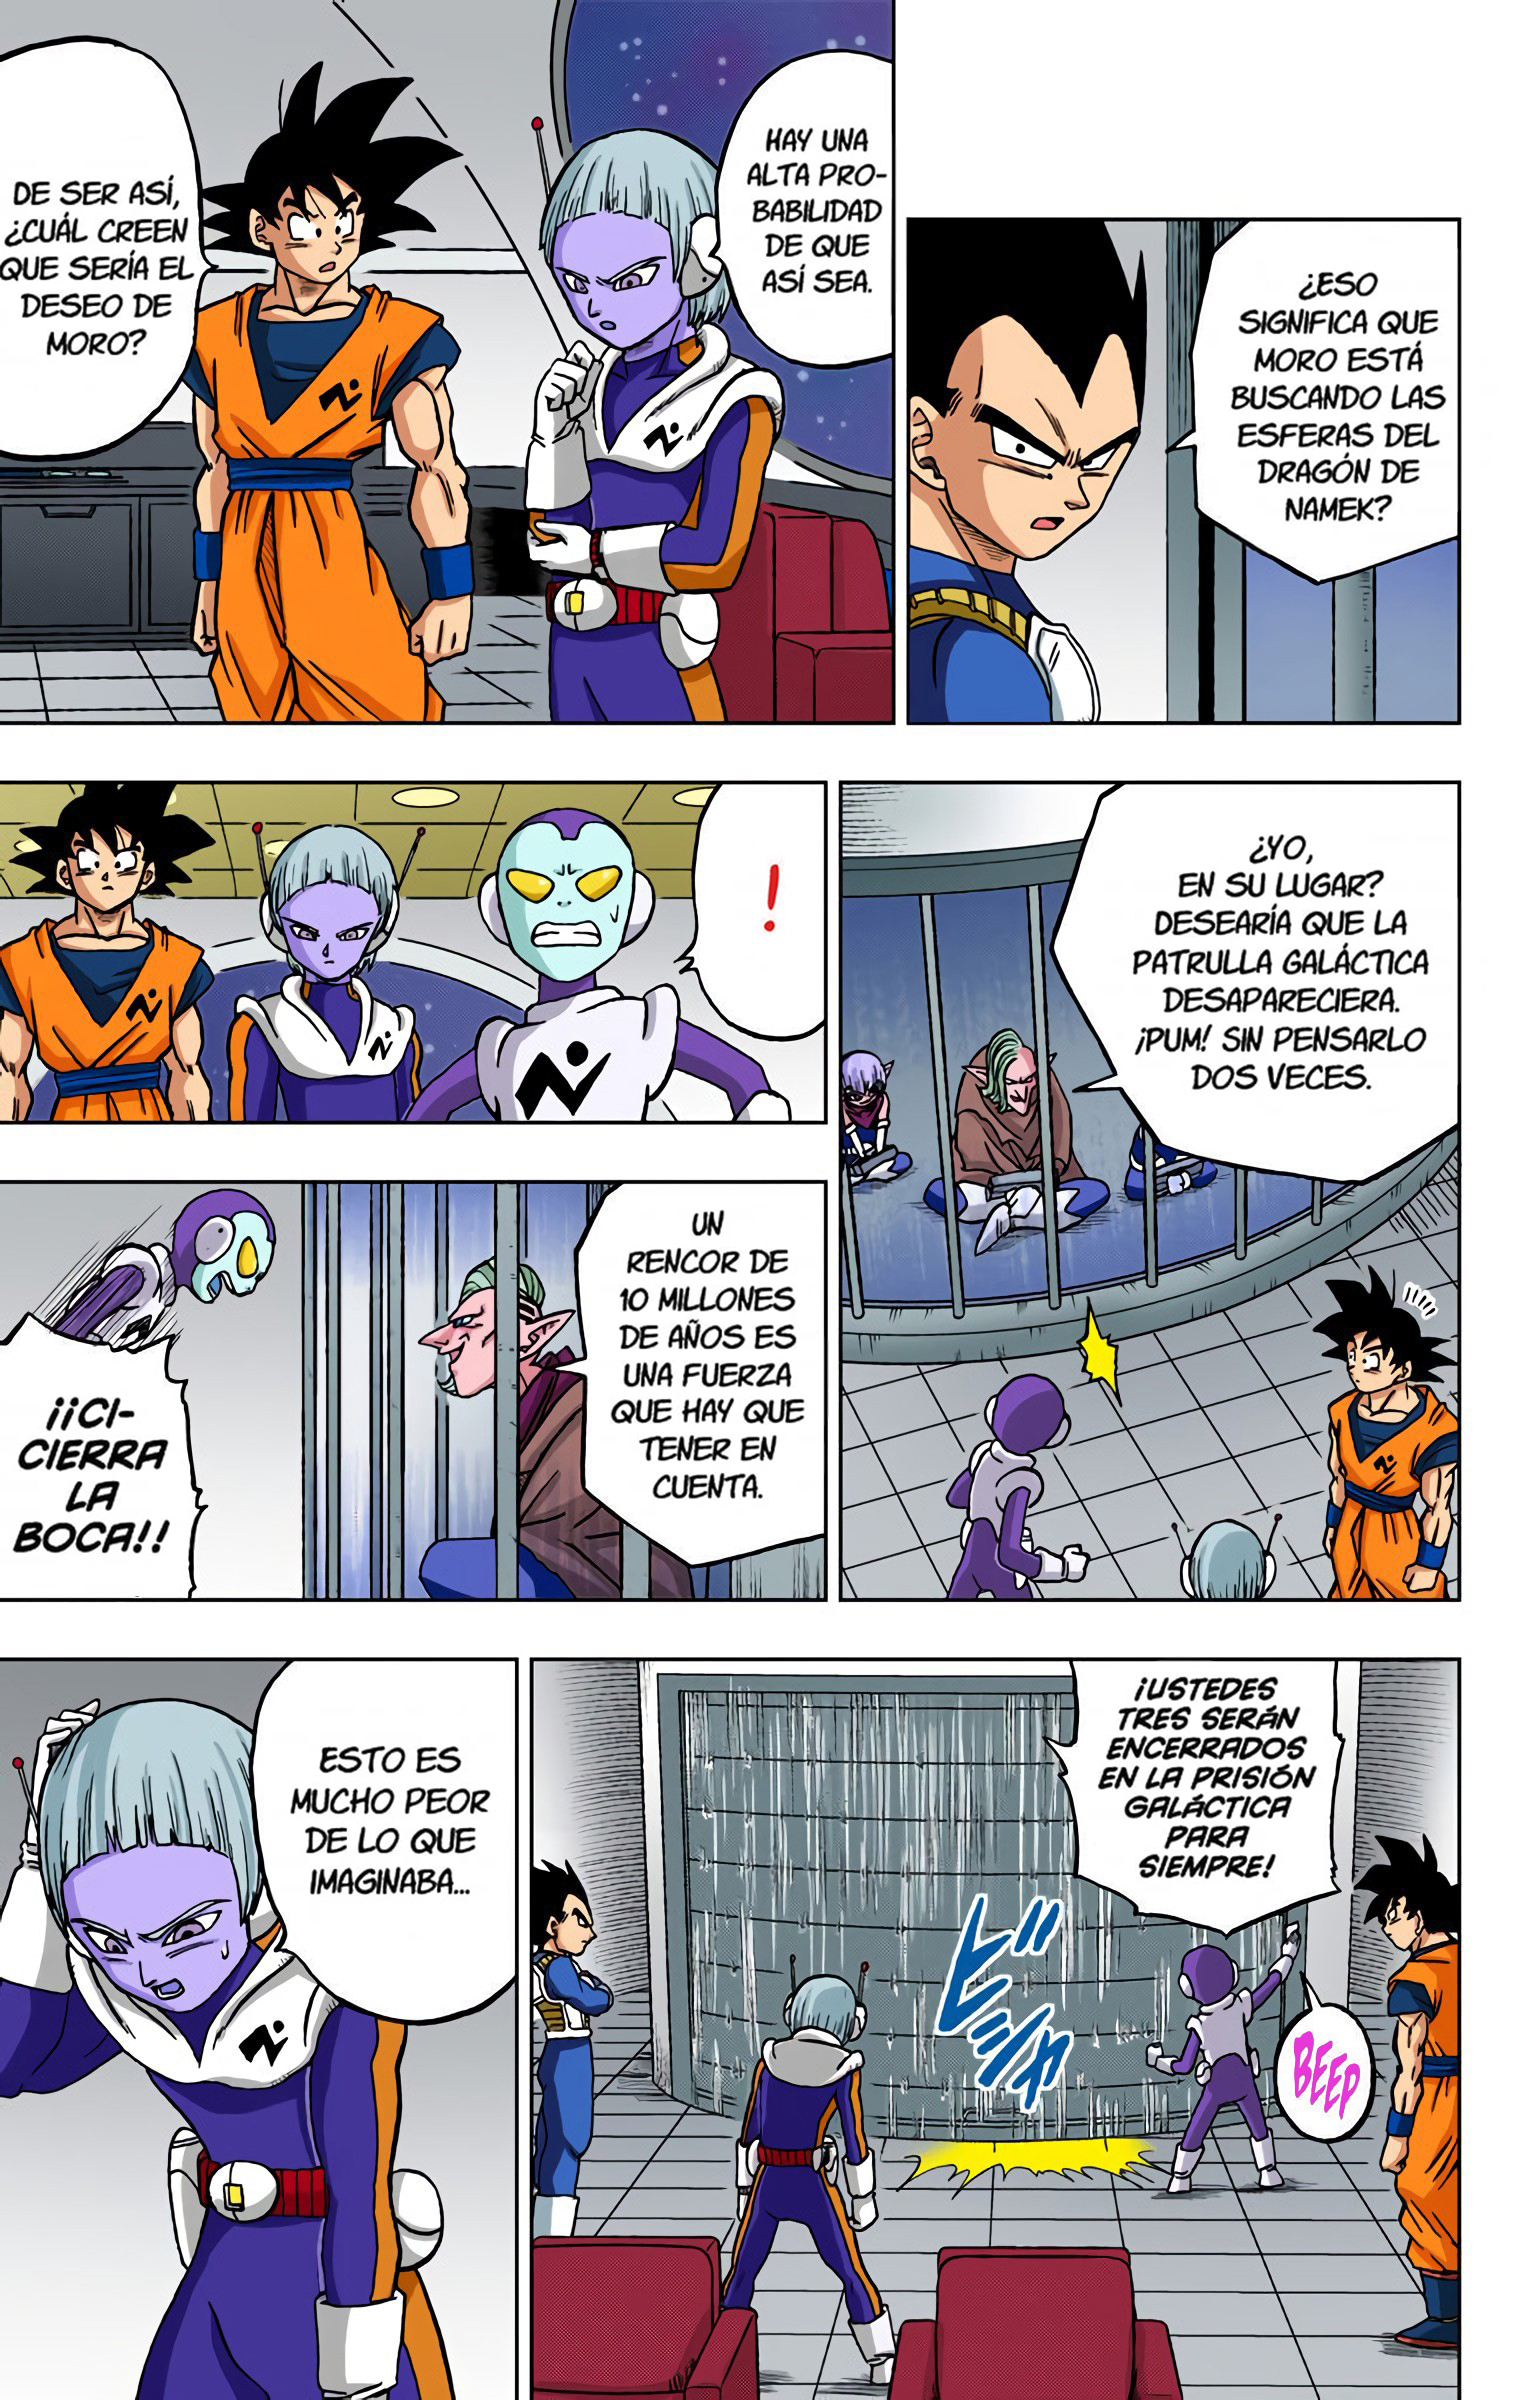 ¿ESO
SIGNIFICA QUE
MORO ESTÁ
BUSCANDO LAS
ESFERAS DEL
DRAGÓN DE
NAMEK?
HAY UNA
ALTA PRO-
BABILIDAD
DE QUE
ASÍ SEA.
DE SER ASÍ,
¿CUÁL CREEN
QUE SERÍA EL
DESEO DE
MORO?
¿YO,
EN SU LUGAR?
DESEARÍA QUE LA
PATRULLA GALÁCTICA
DESAPARECIERA.
¡PUM! SIN PENSARLO
DOS VECES.
!
UN
RENCOR DE
10 MILLONES
DE AÑOS ES
UNA FUERZA
QUE HAY QUE
TENER EN
CUENTA.
¡¡CI-
CIERRA
LA
BOCA!!
¡USTEDES
TRES SERÁN
ENCERRADOS
EN LA PRISIÓN
GALÁCTICA
PARA
SIEMPRE!
BEEP
ビシャ
ESTO ES
MUCHO PEOR
DE LO QUE
IMAGINABA...